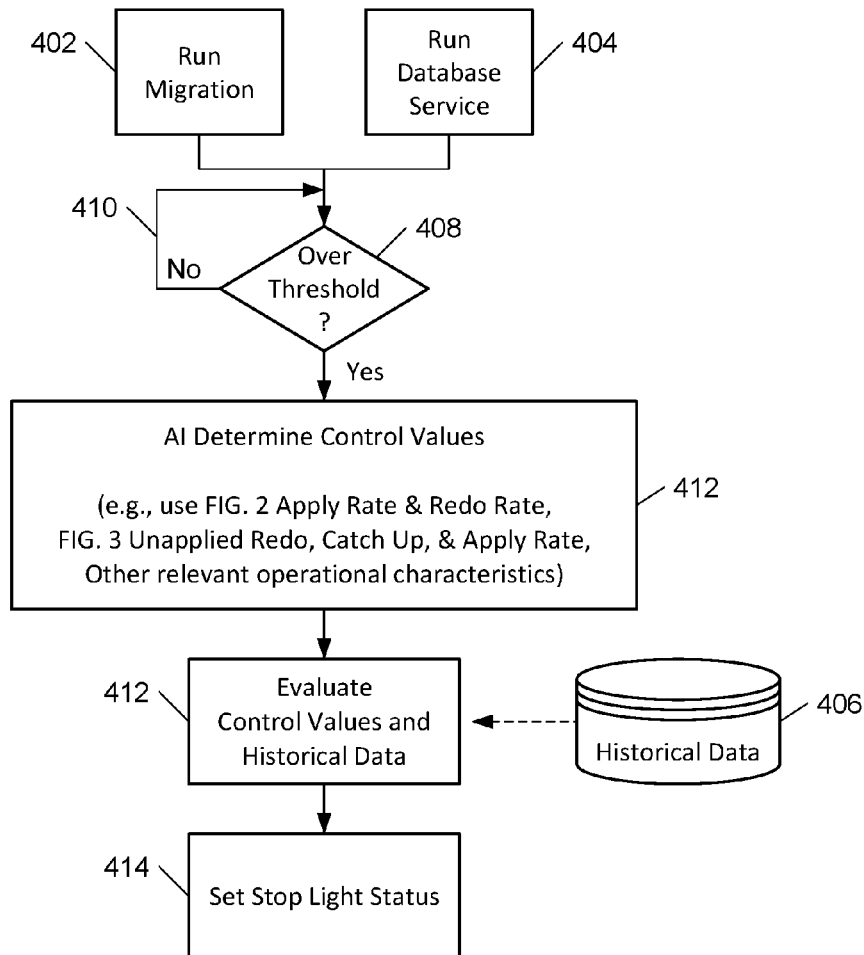 402
Run
Migration
Run
Database
Service
404
410
408
Over
Threshold
?
No
Yes
AI Determine Control Values
(e.g., use FIG. 2 Apply Rate & Redo Rate,
FIG. 3 Unapplied Redo, Catch Up, & Apply Rate,
Other relevant operational characteristics)
412
412
Evaluate
Control Values and
Historical Data
Historical Data
406
414
Set Stop Light Status